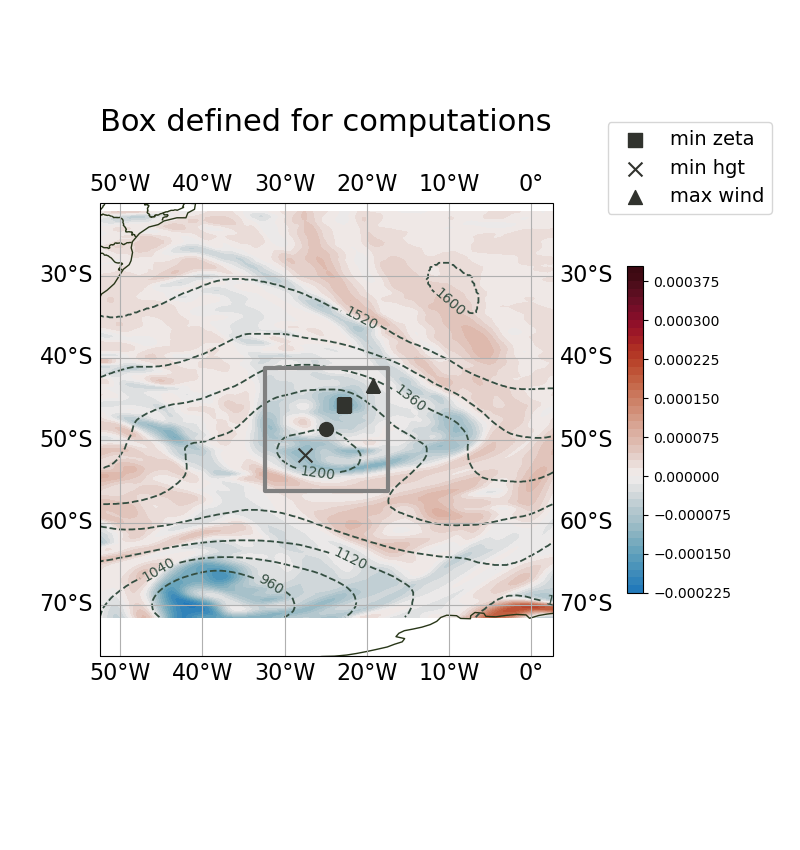 Box defined for computations
min zeta
min hgt
max wind
50°W 40°W 30°W 20°W 10°W 0°
30°S 30°S
40°S 40°S
50°S 50°S
60°S 60°S
70°S 70°S
1600
1520
1360
1200
1120
1040
960
0.000375
0.000300
0.000225
0.000150
0.000075
0.000000
−0.000075
−0.000150
−0.000225
50°W 40°W 30°W 20°W 10°W 0°